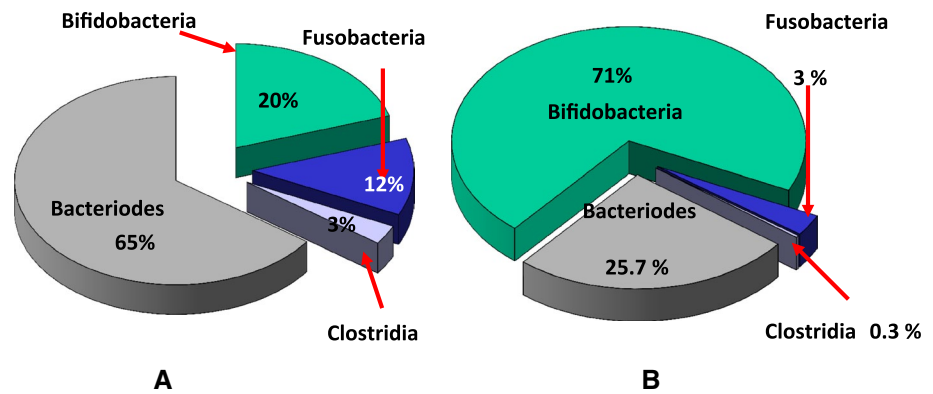 Bifidobacteria
Fusobacteria
20%
12%
3%
Bacteriodes
65%
Clostridia
A
Fusobacteria
3 %
71%
Bifidobacteria
Bacteriodes
25.7 %
Clostridia 0.3 %
B